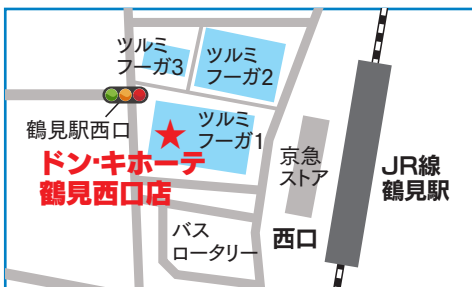 ツルミ
フーガ3
ツルミ
フーガ2
鶴見駅西口
ツルミ
フーガ1
ドン・キホーテ
鶴見西口店
京急
ストア
JR線
鶴見駅
バス
ロータリー
西口